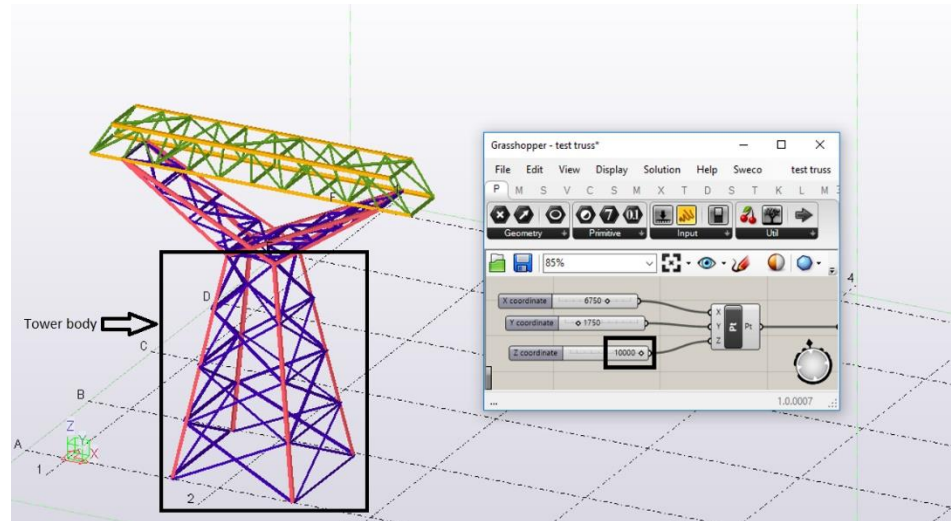 Grasshopper - test truss*
File Edit View Display Solution Help Sweco test truss
P M S V C S M X T D S T K L M
Geometry Primitive Input Util
85%
X coordinate 6750
Y coordinate 1750
Z coordinate 10000
X
Y
Z
Pt
Pt
... 1.0.0007
Tower body
F
E
D
C
B
A
1
2
4
Z
Y
X